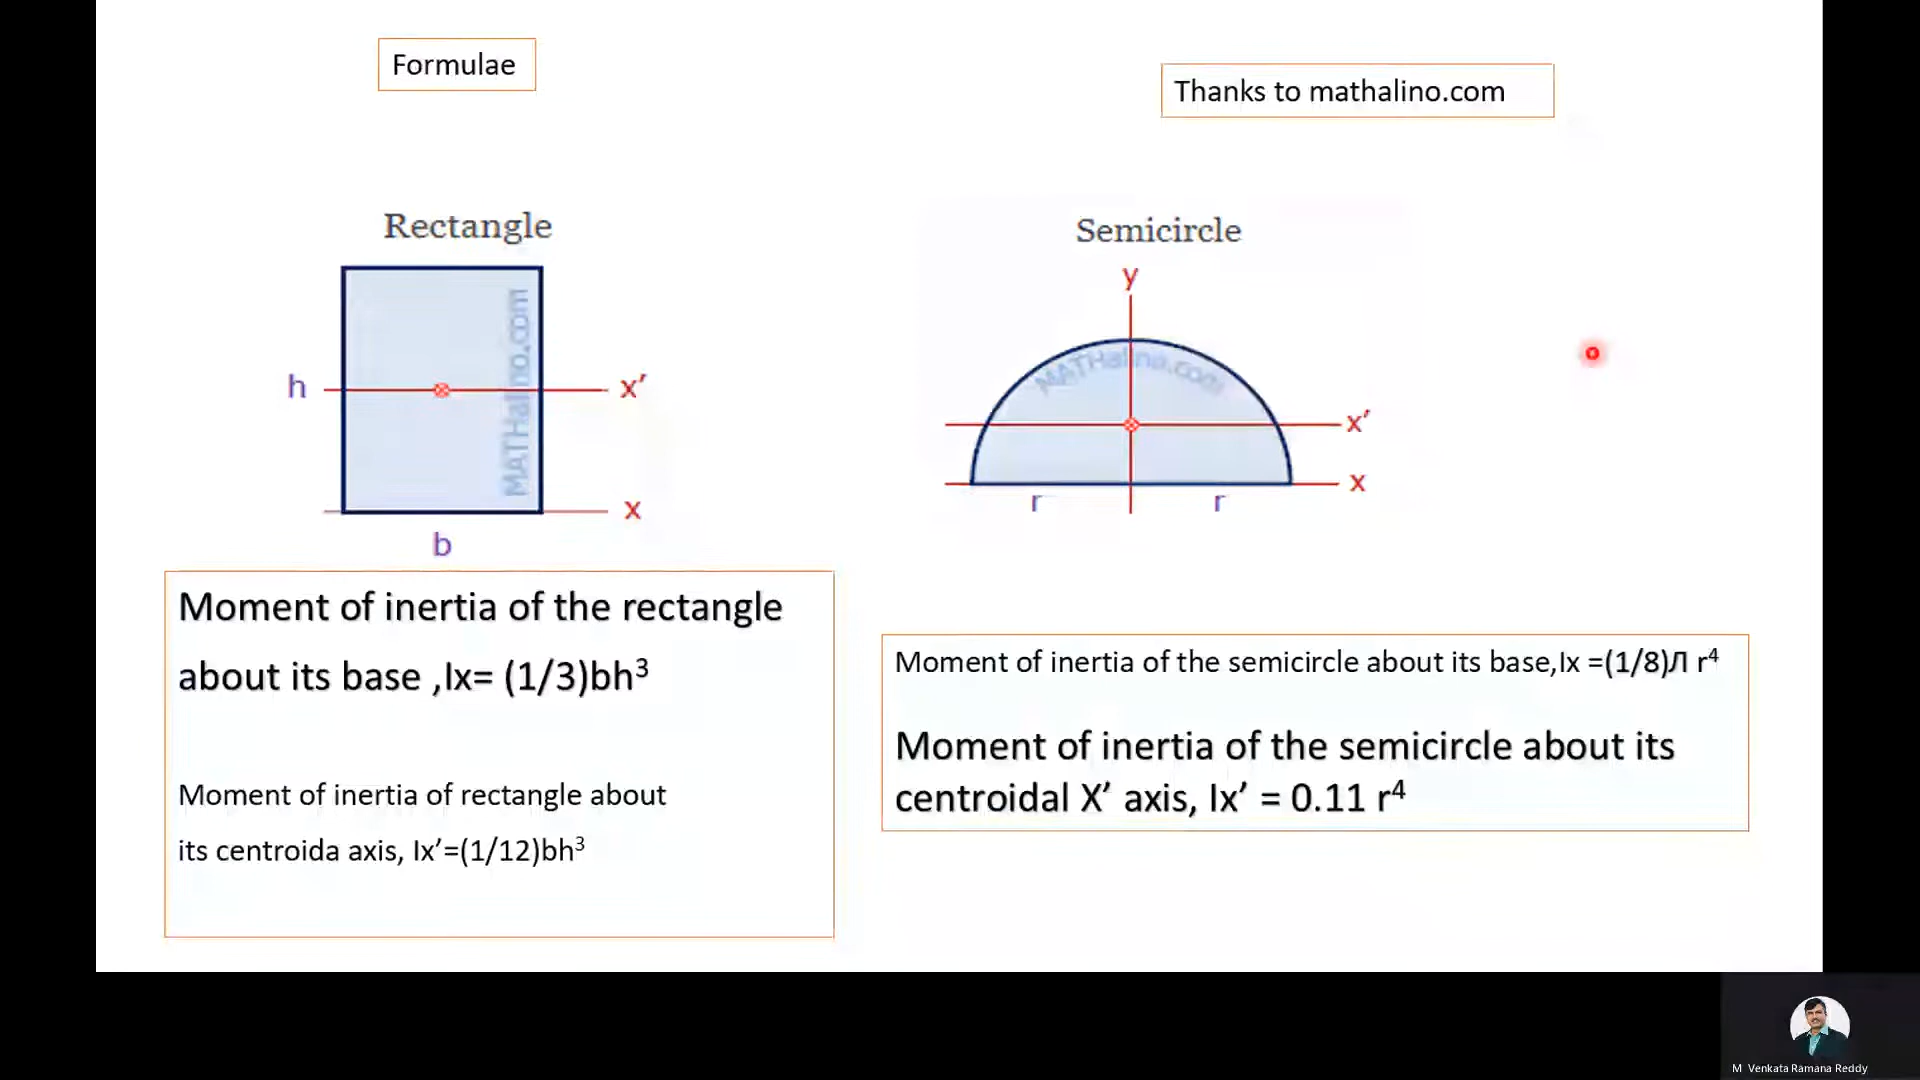 Formulae
Thanks to mathalino.com
Rectangle
MATHalino.com
h
x’
x
b
Semicircle
y
MATHalino.com
x’
x
r
r
Moment of inertia of the rectangle
about its base ,Ix= (1/3)bh³
Moment of inertia of rectangle about
its centroida axis, Ix’=(1/12)bh³
Moment of inertia of the semicircle about its base,Ix =(1/8)Л r⁴
Moment of inertia of the semicircle about its
centroidal X’ axis, Ix’ = 0.11 r⁴
M Venkata Ramana Reddy